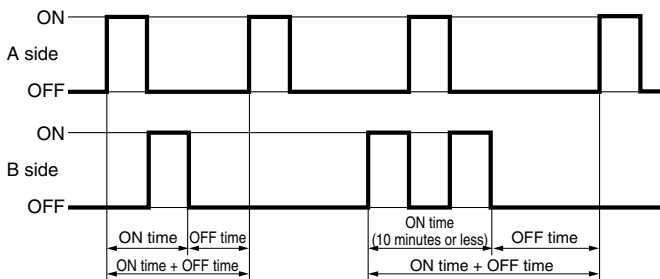 ON
A side
OFF
ON
B side
OFF
ON time
OFF time
ON time
(10 minutes or less)
OFF time
ON time + OFF time
ON time + OFF time